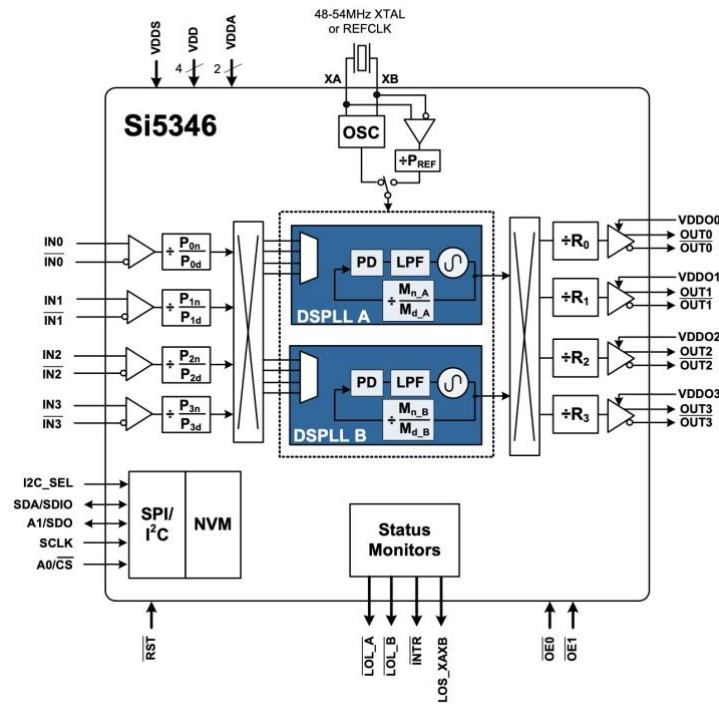 48-54MHz XTAL
or REFCLK
VDDS
VDD
VDDA
4
2
XA
XB
Si5346
OSC
÷PREF
IN0
IN0
÷ P0n
P0d
IN1
IN1
÷ P1n
P1d
IN2
IN2
÷ P2n
P2d
IN3
IN3
÷ P3n
P3d
PD
LPF
÷ Mn_A
Md_A
DSPLL A
PD
LPF
÷ Mn_B
Md_B
DSPLL B
÷R0
VDDO0
OUT0
OUT0
÷R1
VDDO1
OUT1
OUT1
÷R2
VDDO2
OUT2
OUT2
÷R3
VDDO3
OUT3
OUT3
I2C_SEL
SDA/SDIO
A1/SDO
SCLK
A0/CS
SPI/
I²C
NVM
Status
Monitors
RST
LOL_A
LOL_B
INTR
LOS_XAXB
OE0
OE1